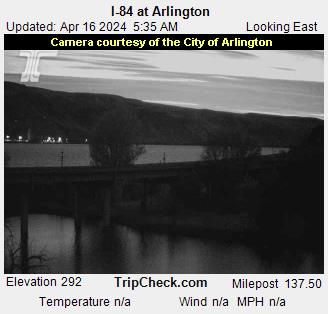 I-84 at Arlington
Updated: Apr 16 2024 5:35 AM Looking East
Camera courtesy of the City of Arlington
Elevation 292 TripCheck.com Milepost 137.50
Temperature n/a Wind n/a MPH n/a